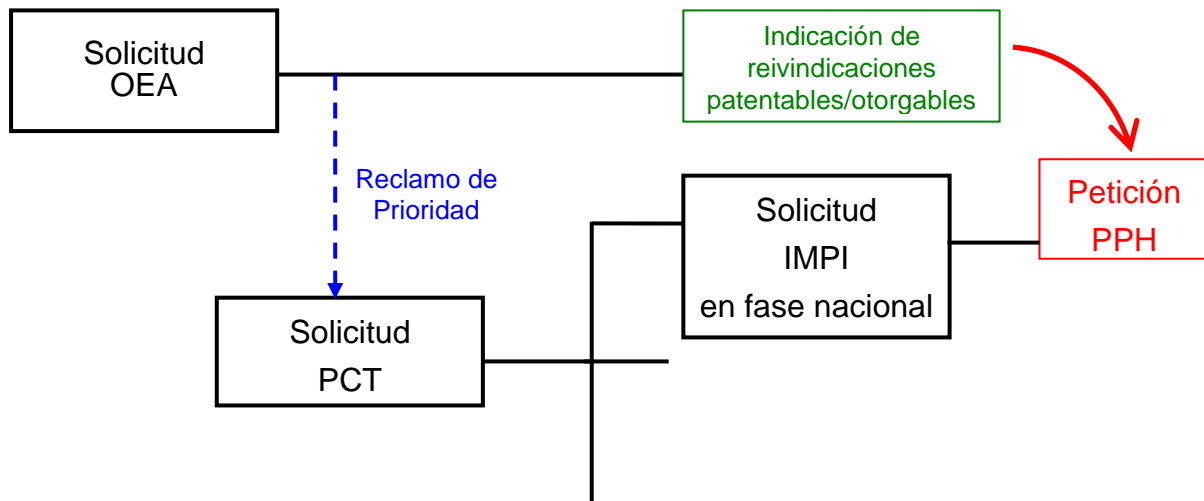 Solicitud
OEA
Indicación de
reivindicaciones
patentables/otorgables
Reclamo de
Prioridad
Solicitud
IMPI
en fase nacional
Petición
PPH
Solicitud
PCT